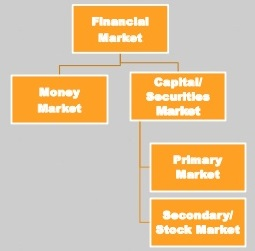 Financial
Market
Money
Market
Capital/
Securities
Market
Primary
Market
Secondary/
Stock Market